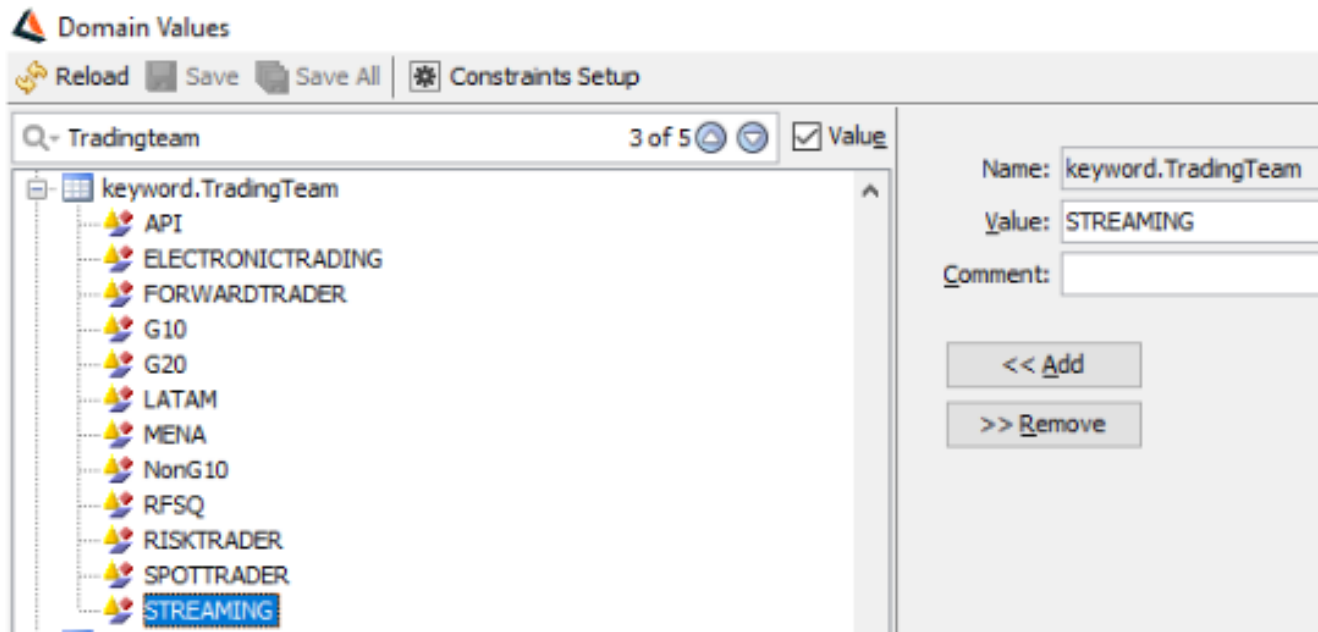 Domain Values
Reload Save Save All Constraints Setup
Tradingteam 3 of 5 Value
keyword.TradingTeam
API
ELECTRONICTRADING
FORWARDTRADER
G10
G20
LATAM
MENA
NonG10
RFSQ
RISKTRADER
SPOTTRADER
STREAMING
Name: keyword.TradingTeam
Value: STREAMING
Comment:
<< Add
>> Remove